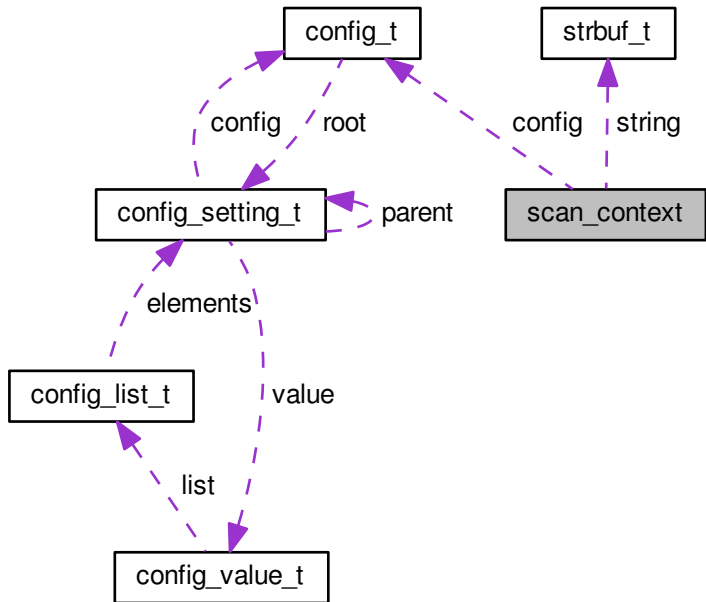 config_t
strbuf_t
config
root
config
string
config_setting_t
parent
scan_context
elements
config_list_t
value
list
config_value_t